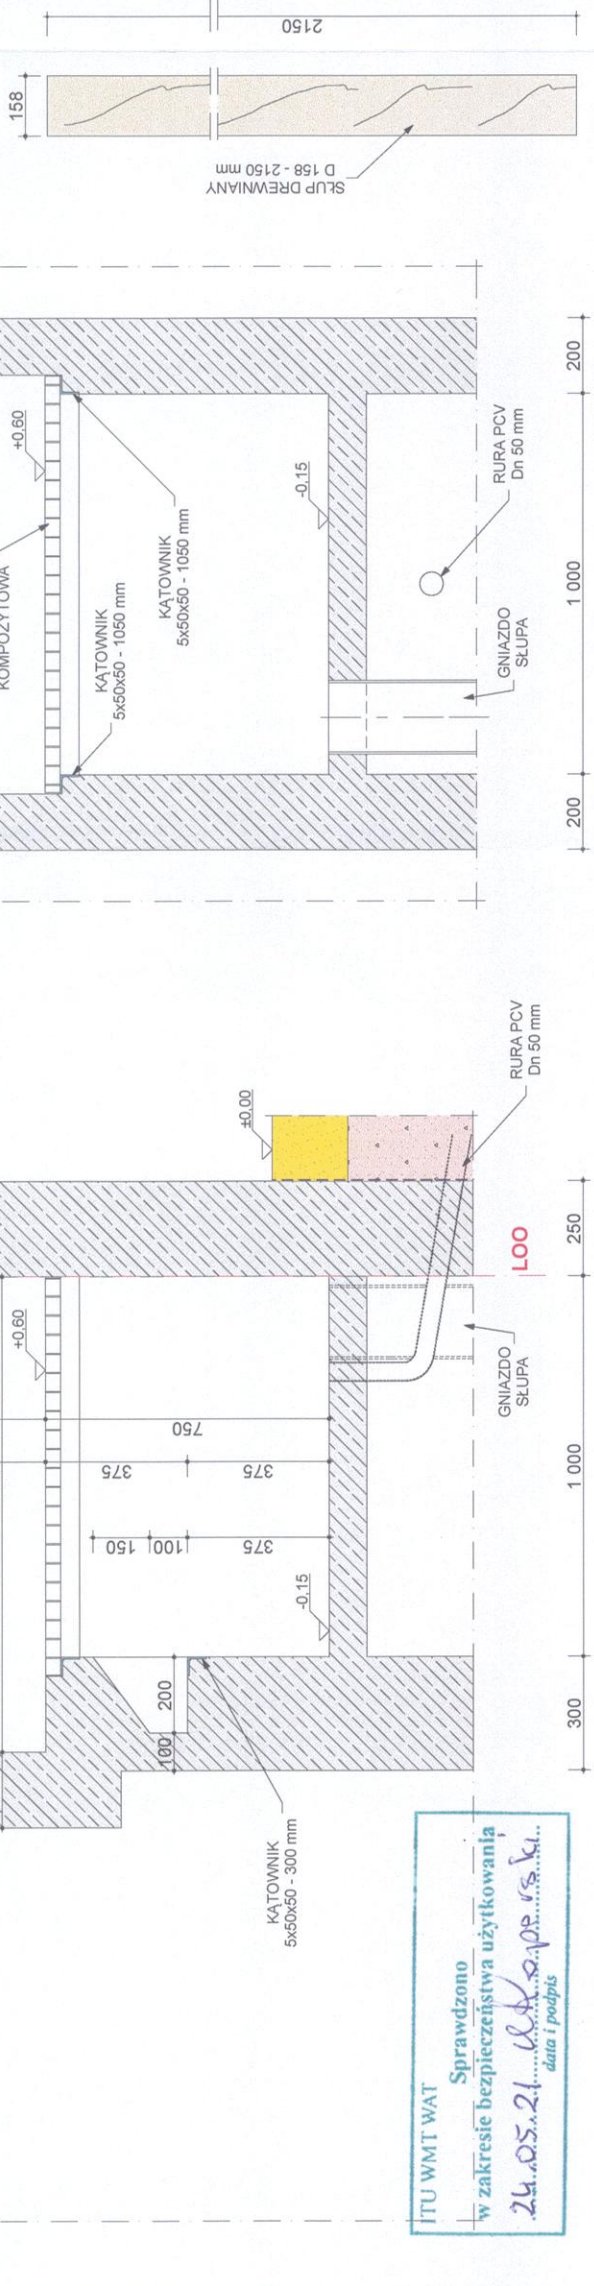 2150
158
SŁUP DREWNIANY
D 158 - 2150 mm
KOMPOZYTOWA
+0,60
KĄTOWNIK
5x50x50 - 1050 mm
KĄTOWNIK
5x50x50 - 1050 mm
-0,15
RURA PCV
Dn 50 mm
GNIAZDO
SŁUPA
200
1 000
200
+0,60
750
375
375
150
100
375
-0,15
±0,00
RURA PCV
Dn 50 mm
LOO
GNIAZDO
SŁUPA
200
100
KĄTOWNIK
5x50x50 - 300 mm
300
1 000
250
ITU WMT WAT
Sprawdzono
w zakresie bezpieczeństwa użytkowania
24.05.21
data i podpis